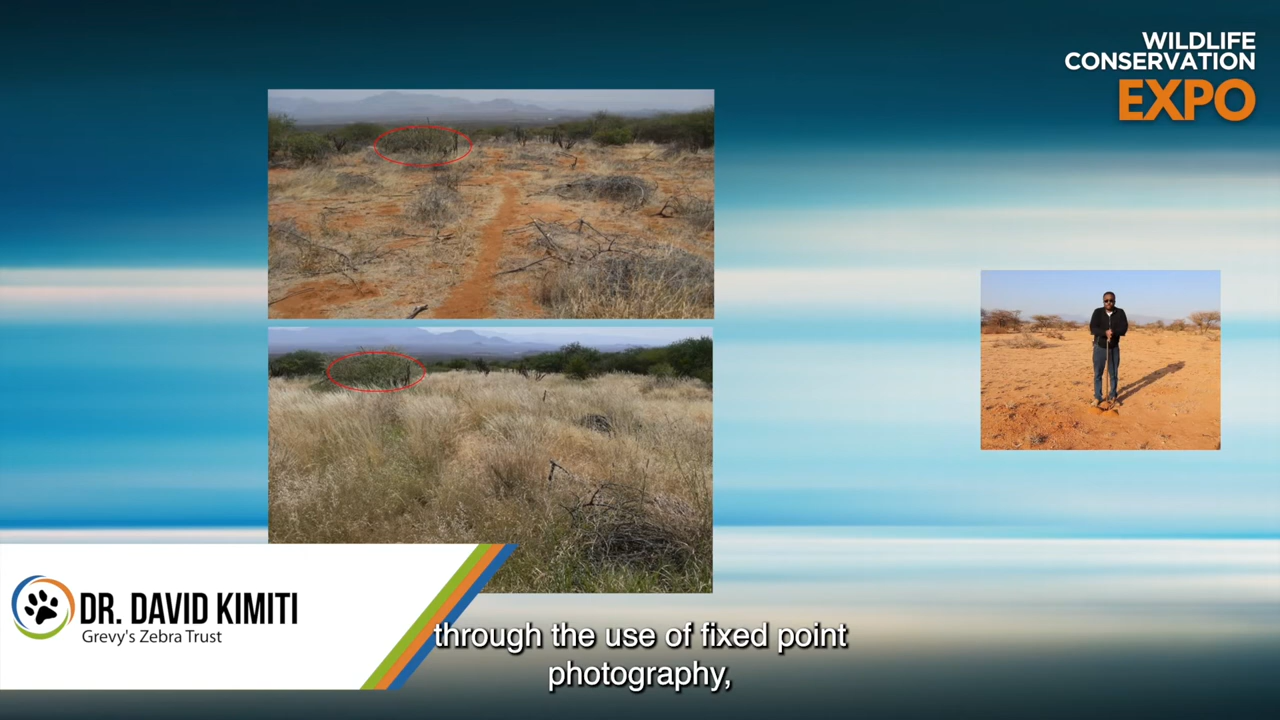 WILDLIFE
CONSERVATION
EXPO
DR. DAVID KIMITI
Grevy's Zebra Trust
through the use of fixed point
photography,